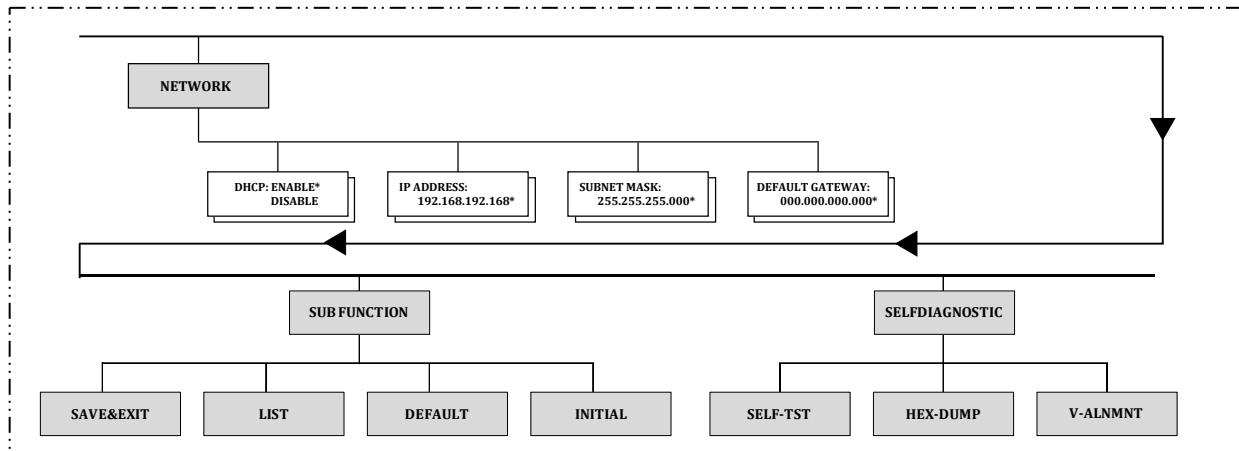 NETWORK
DHCP: ENABLE*
DISABLE
IP ADDRESS:
192.168.192.168*
SUBNET MASK:
255.255.255.000*
DEFAULT GATEWAY:
000.000.000.000*
SUB FUNCTION
SELFDIAGNOSTIC
SAVE&EXIT
LIST
DEFAULT
INITIAL
SELF-TST
HEX-DUMP
V-ALNMNT